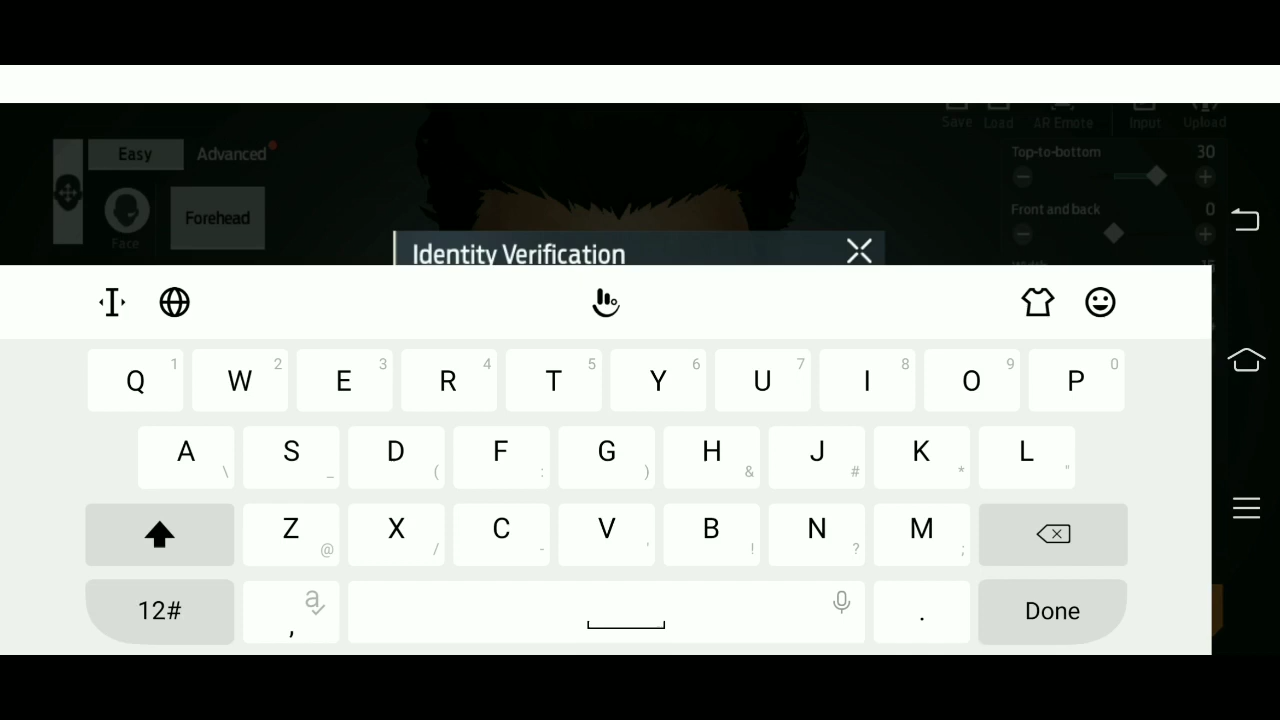 Save Load AR Emote Input Upload
Easy Advanced
Top-to-bottom 30
Front and back 0
Face Forehead
Identity Verification
Q 1 W 2 E 3 R 4 T 5 Y 6 U 7 I 8 O 9 P 0
A \ S _ D ( F : G ) H & J # K * L "
Z @ X / C - V ' B ! N ? M ;
12# , a . Done